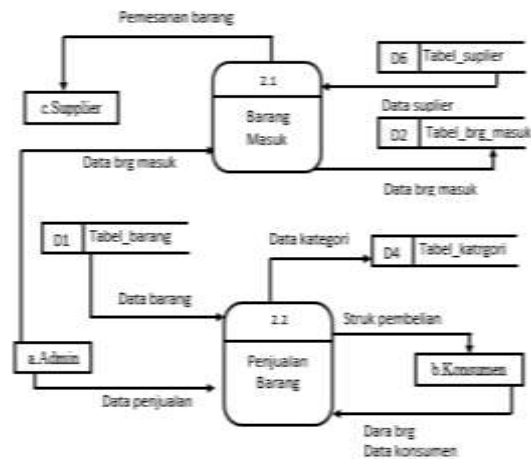 Pemesanan barang
D6 Tabel_suplier
2.1
c.Supplier
Barang
Masuk
Data suplier
D2 Tabel_brg_masuk
Data brg masuk
Data brg masuk
D1 Tabel_barang
Data kategori
D4 Tabel_katrgori
Data barang
2.2
Struk pembelian
a.Admin
Penjualan
Barang
b.Konsumen
Data penjualan
Dara brg
Data konsumen